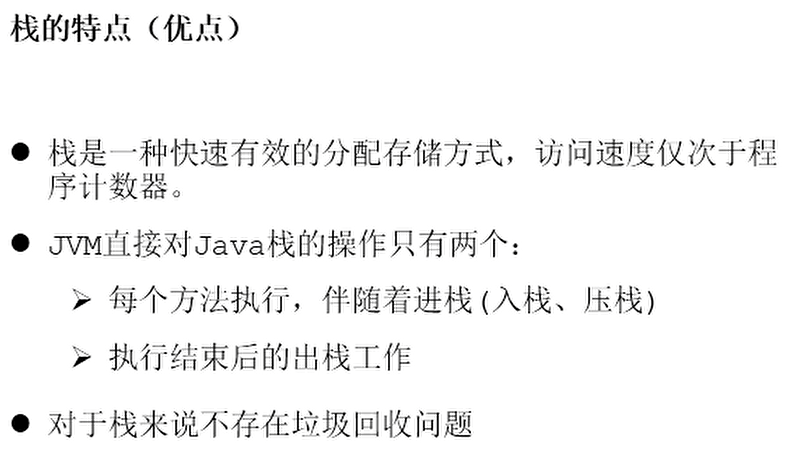 栈的特点（优点）
● 栈是一种快速有效的分配存储方式，访问速度仅次于程
序计数器。
● JVM直接对Java栈的操作只有两个：
➢ 每个方法执行，伴随着进栈(入栈、压栈)
➢ 执行结束后的出栈工作
● 对于栈来说不存在垃圾回收问题